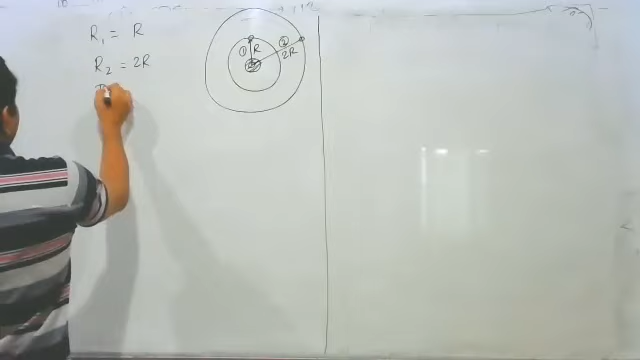 R₁ = R
R₂ = 2R
① R ② 2R